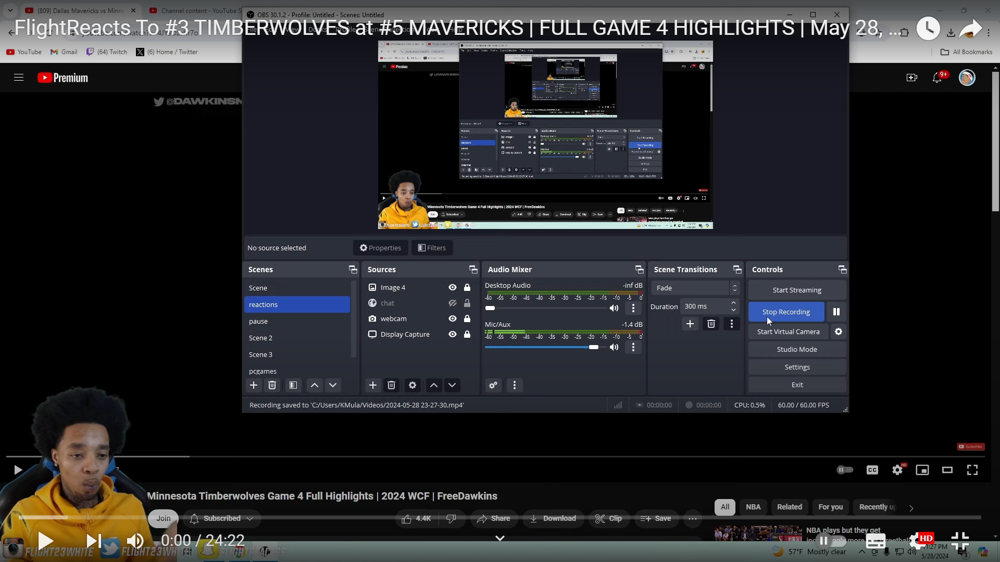 (809) Dallas Mavericks vs Minne
Channel content - YouTube S
OBS 30.1.2 - Profile: Untitled - Scenes: Untitled
FlightReacts To #3 TIMBERWOLVES at #5 MAVERICKS | FULL GAME 4 HIGHLIGHTS | May 28, ...
YouTube
Gmail
(64) Twitch
(6) Home / Twitter
All Bookmarks
Premium
9+
@DAWKINSM
No source selected
Properties
Filters
Scenes
Sources
Audio Mixer
Scene Transitions
Controls
Scene
reactions
pause
Scene 2
Scene 3
pcgames
Image 4
chat
webcam
Display Capture
Desktop Audio
-inf dB
-60 -55 -50 -45 -40 -35 -30 -25 -20 -15 -10 -5 0
Mic/Aux
-1.4 dB
-60 -55 -50 -45 -40 -35 -30 -25 -20 -15 -10 -5 0
Fade
Duration 300 ms
Start Streaming
Stop Recording
Start Virtual Camera
Studio Mode
Settings
Exit
Recording saved to 'C:/Users/KMula/Videos/2024-05-28 23-27-30.mp4'
00:00:00
00:00:00
CPU: 0.5%
60.00 / 60.00 FPS
Subscribe
CC
HD
Minnesota Timberwolves Game 4 Full Highlights | 2024 WCF | FreeDawkins
Join
Subscribed
4.4K
Share
Download
Clip
Save
All
NBA
Related
For you
Recently up
NBA plays but they get
0:00 / 24:22
HD
FLIGHT23WHITE
FLIGHT23WH
57°F Mostly clear
11:27 PM
5/28/2024
3